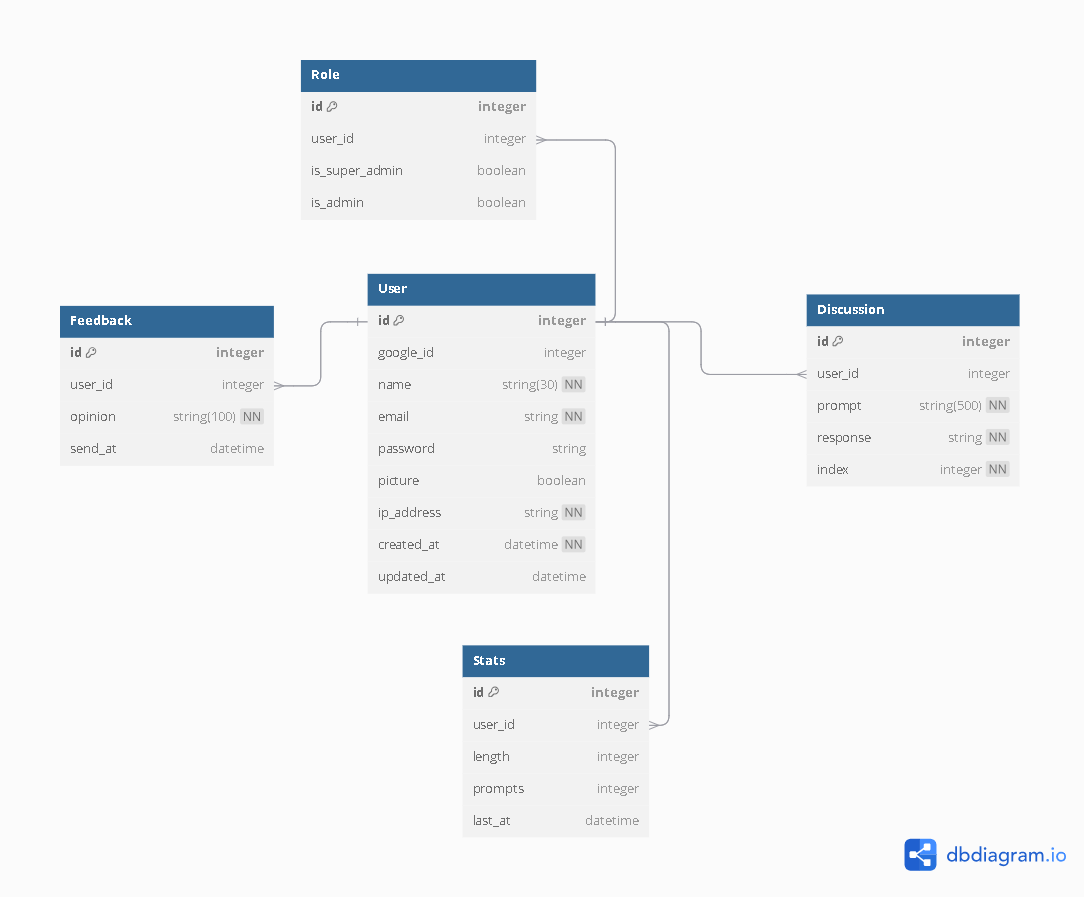 Role
id integer
user_id integer
is_super_admin boolean
is_admin boolean
User
id integer
google_id integer
name string(30) NN
email string NN
password string
picture boolean
ip_address string NN
created_at datetime NN
updated_at datetime
Feedback
id integer
user_id integer
opinion string(100) NN
send_at datetime
Discussion
id integer
user_id integer
prompt string(500) NN
response string NN
index integer NN
Stats
id integer
user_id integer
length integer
prompts integer
last_at datetime
dbdiagram.io